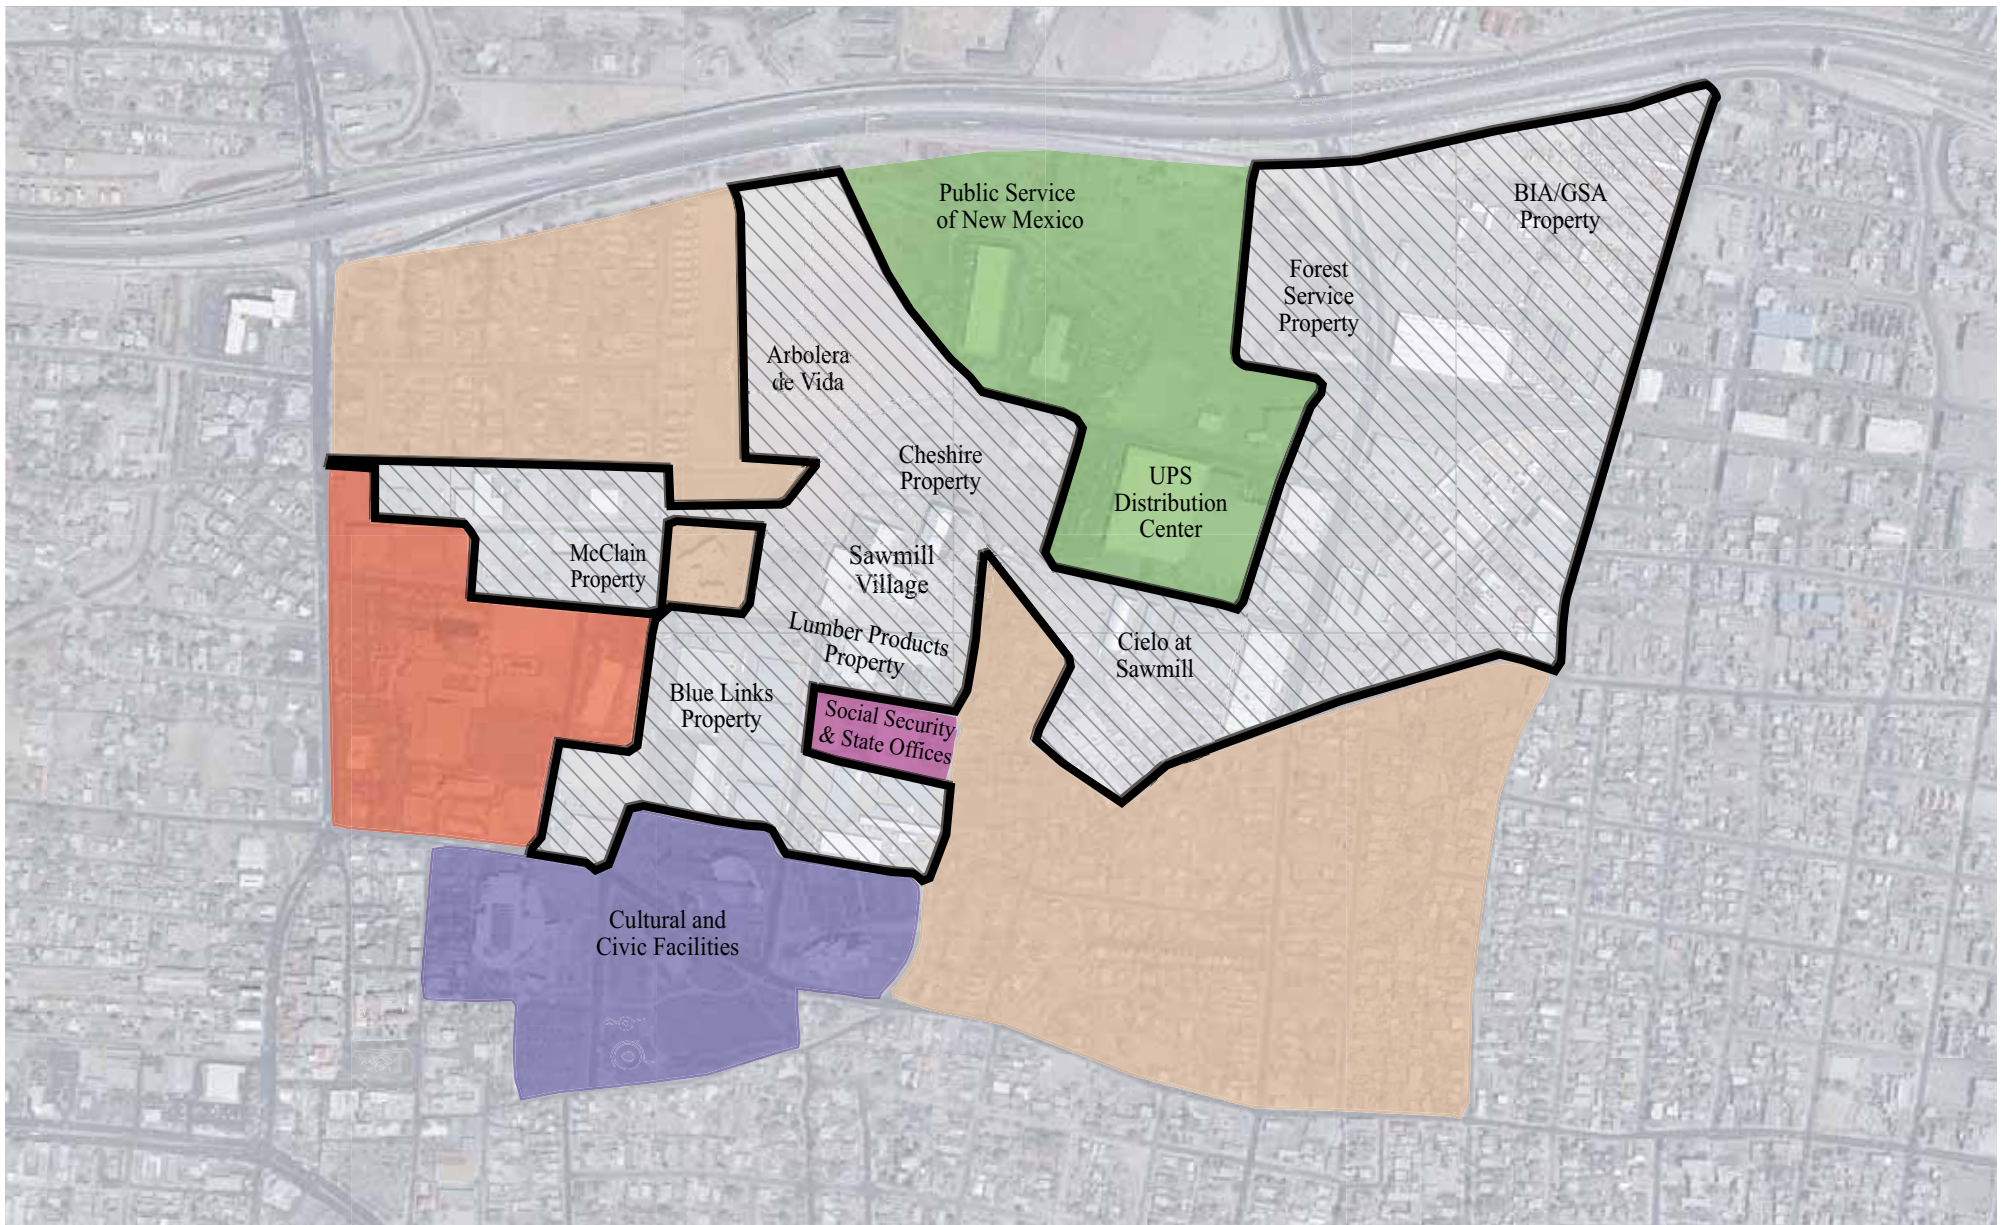 Public Service
of New Mexico
BIA/GSA
Property
Forest
Service
Property
Arbolera
de Vida
Cheshire
Property
UPS
Distribution
Center
McClain
Property
Sawmill
Village
Lumber Products
Property
Cielo at
Sawmill
Blue Links
Property
Social Security
& State Offices
Cultural and
Civic Facilities